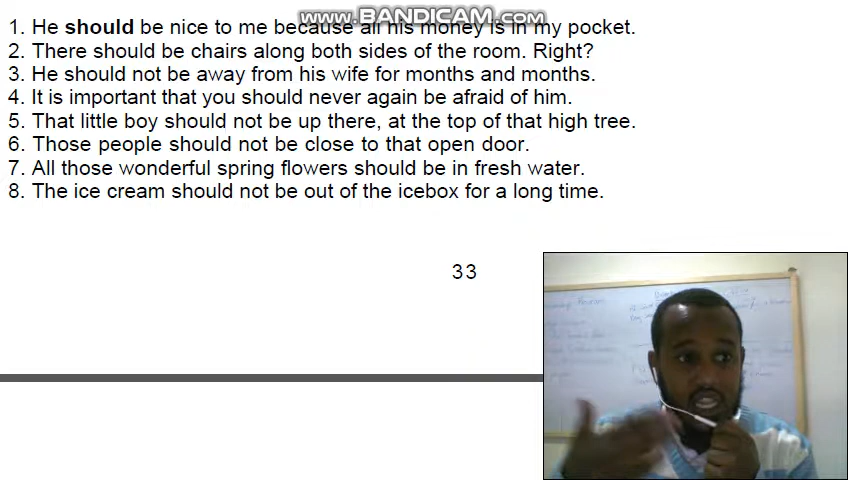 www.BANDICAM.com
1. He should be nice to me because all his money is in my pocket.
2. There should be chairs along both sides of the room. Right?
3. He should not be away from his wife for months and months.
4. It is important that you should never again be afraid of him.
5. That little boy should not be up there, at the top of that high tree.
6. Those people should not be close to that open door.
7. All those wonderful spring flowers should be in fresh water.
8. The ice cream should not be out of the icebox for a long time.
33